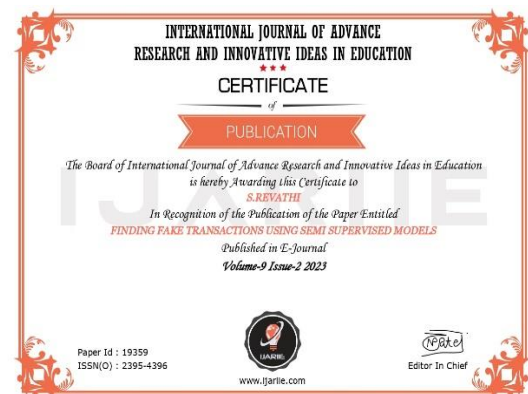 INTERNATIONAL JOURNAL OF ADVANCE
RESEARCH AND INNOVATIVE IDEAS IN EDUCATION
CERTIFICATE
of
PUBLICATION
The Board of International Journal of Advance Research and Innovative Ideas in Education
is hereby Awarding this Certificate to
S.REVATHI
In Recognition of the Publication of the Paper Entitled
FINDING FAKE TRANSACTIONS USING SEMI SUPERVISED MODELS
Published in E-Journal
Volume-9 Issue-2 2023
IJARIIE
Paper Id : 19359
ISSN(O) : 2395-4396
IJARIIE
www.ijariie.com
Editor In Chief